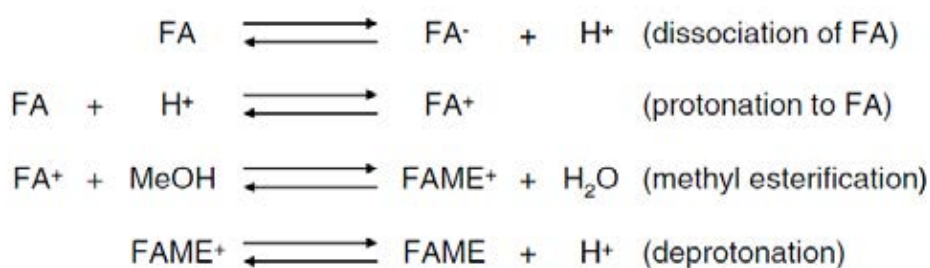 FA ⇌ FA- + H+ (dissociation of FA)
FA + H+ ⇌ FA+ (protonation to FA)
FA+ + MeOH ⇌ FAME+ + H2O (methyl esterification)
FAME+ ⇌ FAME + H+ (deprotonation)